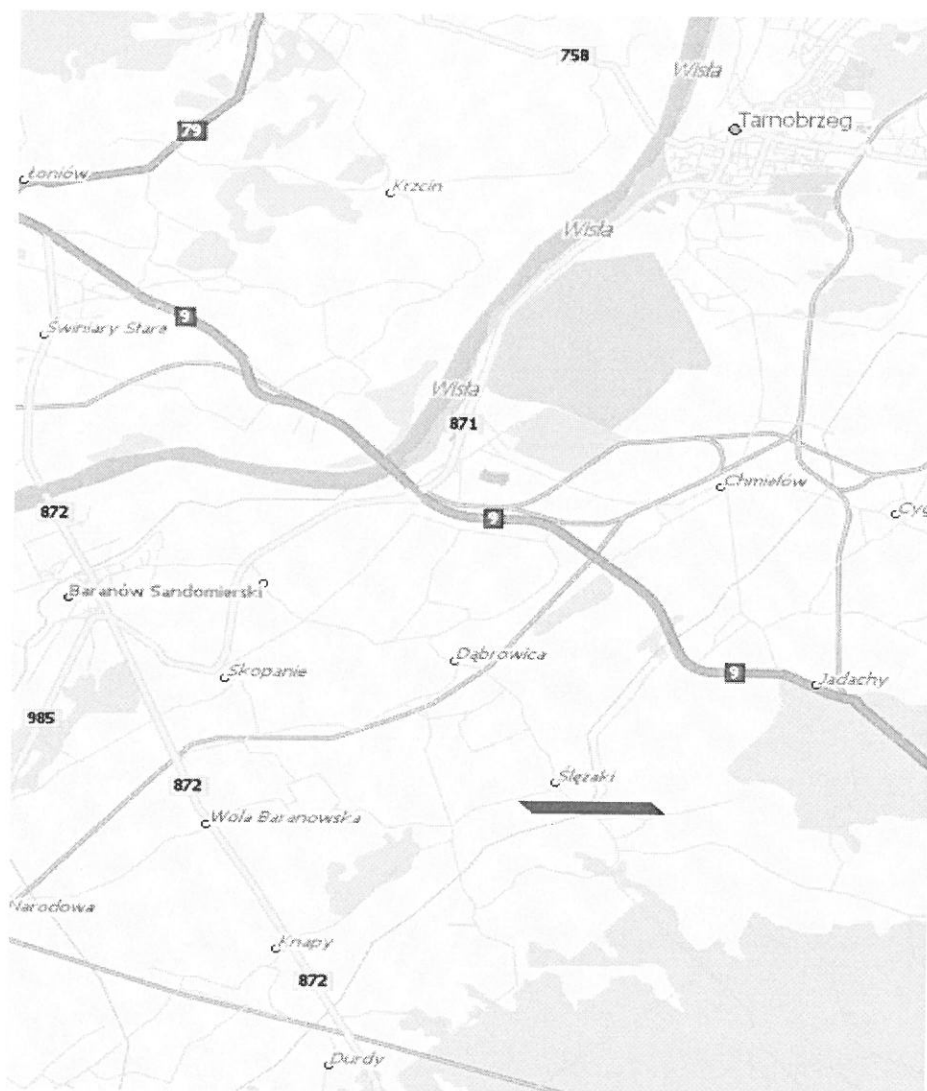 758
Wisła
Tarnobrzeg
79
Łoniów
Krzcin
Wisła
9
Świniary Stare
Wisła
871
Chmielów
872
9
Cyg
Baranów Sandomierski
Dąbrowica
Skopanie
9
Jadachy
985
Ślęzaki
872
Wola Baranowska
Narodowa
Knapy
872
Durdy